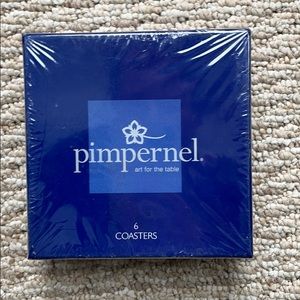 pimpernel.
art for the table
6
COASTERS